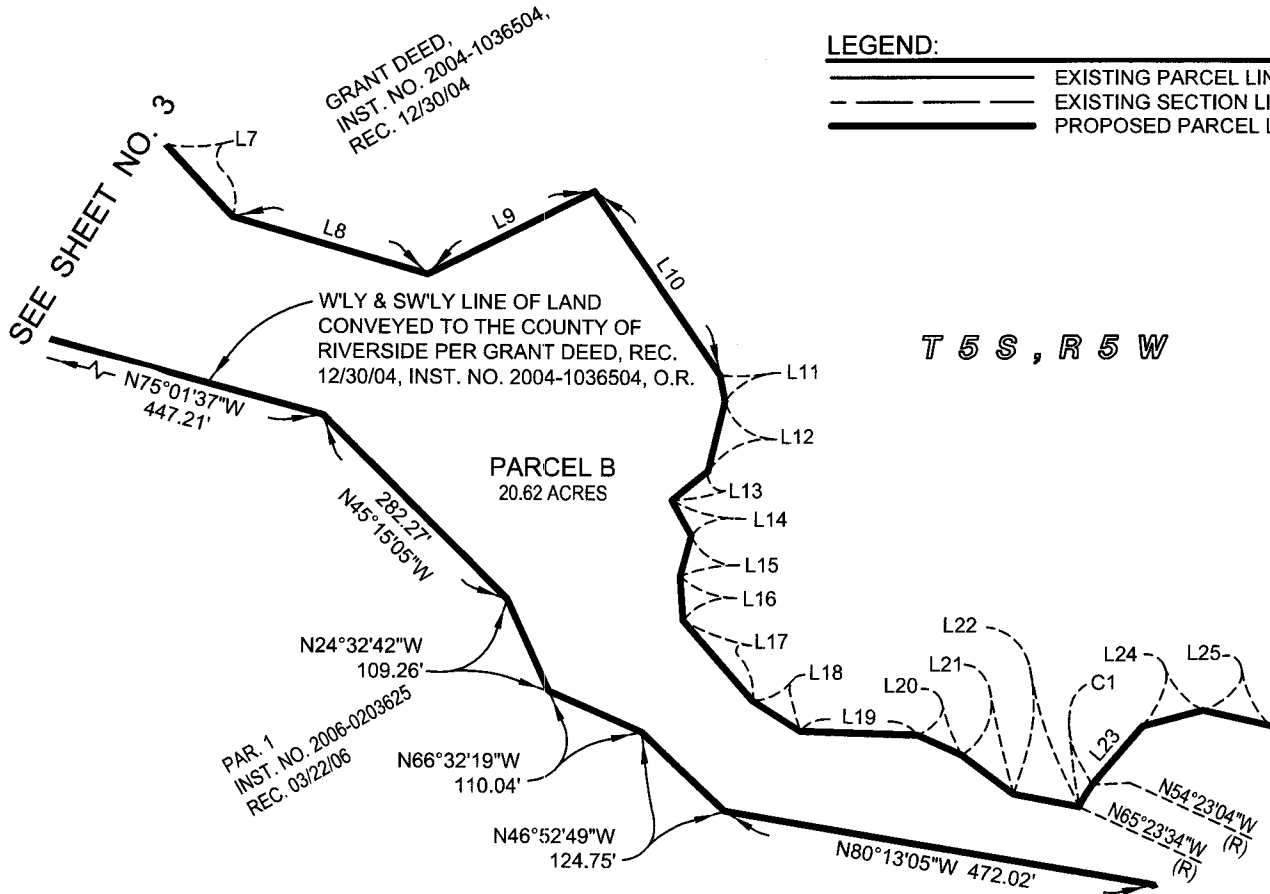 GRANT DEED,
INST. NO. 2004-1036504,
REC. 12/30/04
LEGEND:
EXISTING PARCEL LIN
EXISTING SECTION LI
PROPOSED PARCEL L
SEE SHEET NO. 3
L7
L8
L9
L10
W'LY & SW'LY LINE OF LAND
CONVEYED TO THE COUNTY OF
RIVERSIDE PER GRANT DEED, REC.
12/30/04, INST. NO. 2004-1036504, O.R.
T 5 S, R 5 W
N75°01'37"W
447.21'
L11
L12
PARCEL B
20.62 ACRES
L13
L14
L15
L16
L17
L18
L19
L20
L21
L22
C1
L23
L24
L25
282.27'
N45°15'05"W
N24°32'42"W
109.26'
PAR. 1
INST. NO. 2006-0203625
REC. 03/22/06
N66°32'19"W
110.04'
N46°52'49"W
124.75'
N80°13'05"W 472.02'
N54°23'04"W
(R)
N65°23'34"W
(R)